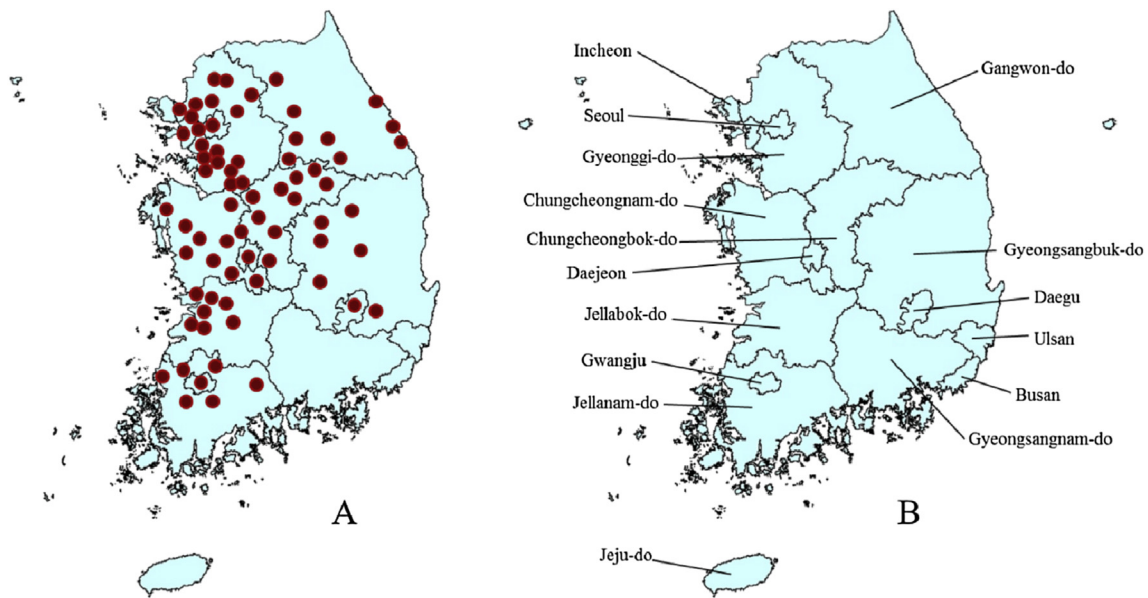 Incheon
Gangwon-do
Seoul
Gyeonggi-do
Chungcheongnam-do
Chungcheongbok-do
Gyeongsangbuk-do
Daejeon
Daegu
Jellabok-do
Ulsan
Gwangju
Busan
Jellanam-do
Gyeongsangnam-do
A
B
Jeju-do